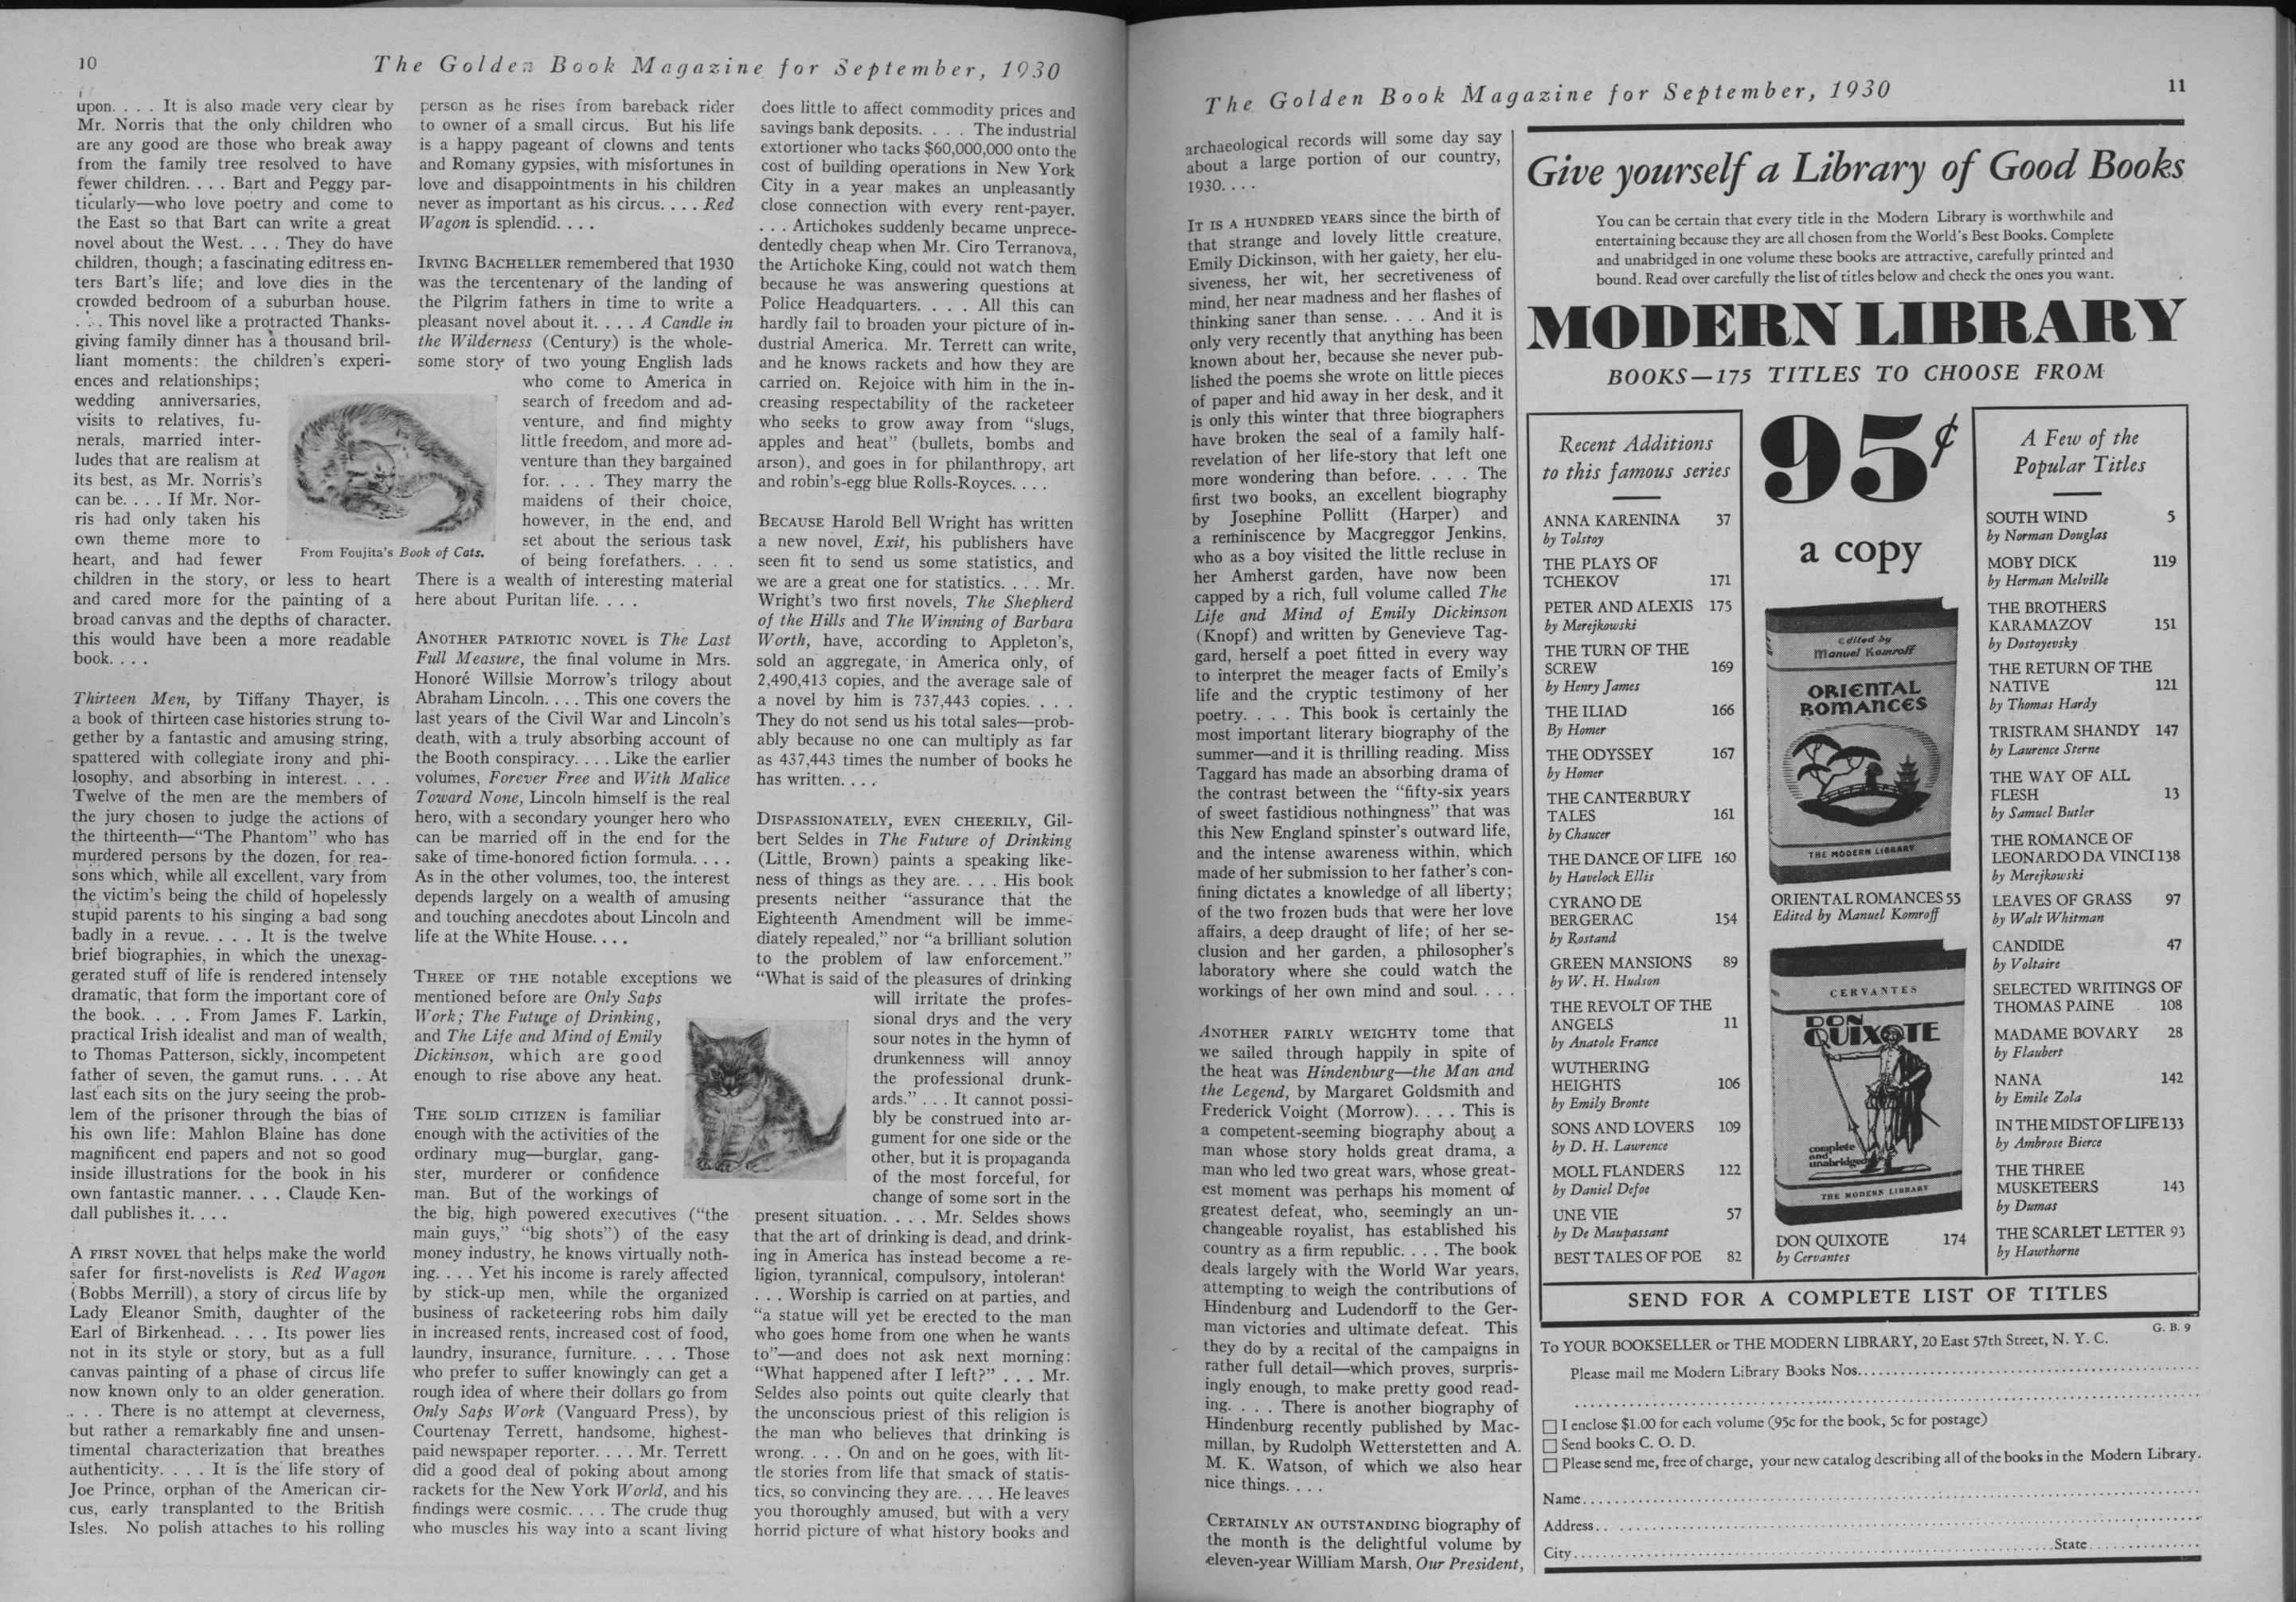 10
The Golden Book Magazine for September, 1930
upon. . . . It is also made very clear by
Mr. Norris that the only children who
are any good are those who break away
from the family tree resolved to have
fewer children. . . . Bart and Peggy par-
ticularly—who love poetry and come to
the East so that Bart can write a great
novel about the West. . . . They do have
children, though; a fascinating editress en-
ters Bart's life; and love dies in the
crowded bedroom of a suburban house.
. . . This novel like a protracted Thanks-
giving family dinner has a thousand bril-
liant moments: the children's experi-
ences and relationships;
wedding anniversaries,
visits to relatives, fu-
nerals, married inter-
ludes that are realism at
its best, as Mr. Norris's
can be. . . . If Mr. Nor-
ris had only taken his
own theme more to
heart, and had fewer
children in the story, or less to heart
and cared more for the painting of a
broad canvas and the depths of character.
this would have been a more readable
book. . . .
Thirteen Men, by Tiffany Thayer, is
a book of thirteen case histories strung to-
gether by a fantastic and amusing string,
spattered with collegiate irony and phi-
losophy, and absorbing in interest. . . .
Twelve of the men are the members of
the jury chosen to judge the actions of
the thirteenth—"The Phantom" who has
murdered persons by the dozen, for rea-
sons which, while all excellent, vary from
the victim's being the child of hopelessly
stupid parents to his singing a bad song
badly in a revue. . . . It is the twelve
brief biographies, in which the unexag-
gerated stuff of life is rendered intensely
dramatic, that form the important core of
the book. . . . From James F. Larkin,
practical Irish idealist and man of wealth,
to Thomas Patterson, sickly, incompetent
father of seven, the gamut runs. . . . At
last each sits on the jury seeing the prob-
lem of the prisoner through the bias of
his own life: Mahlon Blaine has done
magnificent end papers and not so good
inside illustrations for the book in his
own fantastic manner. . . . Claude Ken-
dall publishes it. . . .
A FIRST NOVEL that helps make the world
safer for first-novelists is Red Wagon
(Bobbs Merrill), a story of circus life by
Lady Eleanor Smith, daughter of the
Earl of Birkenhead. . . . Its power lies
not in its style or story, but as a full
canvas painting of a phase of circus life
now known only to an older generation.
. . . There is no attempt at cleverness,
but rather a remarkably fine and unsen-
timental characterization that breathes
authenticity. . . . It is the life story of
Joe Prince, orphan of the American cir-
cus, early transplanted to the British
Isles. No polish attaches to his rolling
person as he rises from bareback rider
to owner of a small circus. But his life
is a happy pageant of clowns and tents
and Romany gypsies, with misfortunes in
love and disappointments in his children
never as important as his circus. . . . Red
Wagon is splendid. . . .
IRVING BACHELLER remembered that 1930
was the tercentenary of the landing of
the Pilgrim fathers in time to write a
pleasant novel about it. . . . A Candle in
the Wilderness (Century) is the whole-
some story of two young English lads
who come to America in
search of freedom and ad-
venture, and find mighty
little freedom, and more ad-
venture than they bargained
for. . . . They marry the
maidens of their choice,
however, in the end, and
set about the serious task
of being forefathers. . . .
From Foujita's Book of Cats.
There is a wealth of interesting material
here about Puritan life. . . .
ANOTHER PATRIOTIC NOVEL is The Last
Full Measure, the final volume in Mrs.
Honoré Willsie Morrow's trilogy about
Abraham Lincoln. . . . This one covers the
last years of the Civil War and Lincoln's
death, with a truly absorbing account of
the Booth conspiracy. . . . Like the earlier
volumes, Forever Free and With Malice
Toward None, Lincoln himself is the real
hero, with a secondary younger hero who
can be married off in the end for the
sake of time-honored fiction formula. . . .
As in the other volumes, too, the interest
depends largely on a wealth of amusing
and touching anecdotes about Lincoln and
life at the White House. . . .
THREE OF THE notable exceptions we
mentioned before are Only Saps
Work; The Future of Drinking,
and The Life and Mind of Emily
Dickinson, which are good
enough to rise above any heat.
THE SOLID CITIZEN is familiar
enough with the activities of the
ordinary mug—burglar, gang-
ster, murderer or confidence
man. But of the workings of
the big, high powered executives ("the
main guys," "big shots") of the easy
money industry, he knows virtually noth-
ing. . . . Yet his income is rarely affected
by stick-up men, while the organized
business of racketeering robs him daily
in increased rents, increased cost of food,
laundry, insurance, furniture. . . . Those
who prefer to suffer knowingly can get a
rough idea of where their dollars go from
Only Saps Work (Vanguard Press), by
Courtenay Terrett, handsome, highest-
paid newspaper reporter. . . . Mr. Terrett
did a good deal of poking about among
rackets for the New York World, and his
findings were cosmic. . . . The crude thug
who muscles his way into a scant living
does little to affect commodity prices and
savings bank deposits. . . . The industrial
extortioner who tacks $60,000,000 onto the
cost of building operations in New York
City in a year makes an unpleasantly
close connection with every rent-payer.
. . . Artichokes suddenly became unprece-
dentedly cheap when Mr. Ciro Terranova,
the Artichoke King, could not watch them
because he was answering questions at
Police Headquarters. . . . All this can
hardly fail to broaden your picture of in-
dustrial America. Mr. Terrett can write,
and he knows rackets and how they are
carried on. Rejoice with him in the in-
creasing respectability of the racketeer
who seeks to grow away from "slugs,
apples and heat" (bullets, bombs and
arson), and goes in for philanthropy, art
and robin's-egg blue Rolls-Royces. . . .
BECAUSE Harold Bell Wright has written
a new novel, Exit, his publishers have
seen fit to send us some statistics, and
we are a great one for statistics. . . . Mr.
Wright's two first novels, The Shepherd
of the Hills and The Winning of Barbara
Worth, have, according to Appleton's,
sold an aggregate, in America only, of
2,490,413 copies, and the average sale of
a novel by him is 737,443 copies. . . .
They do not send us his total sales—prob-
ably because no one can multiply as far
as 437,443 times the number of books he
has written. . . .
DISPASSIONATELY, EVEN CHEERILY, Gil-
bert Seldes in The Future of Drinking
(Little, Brown) paints a speaking like-
ness of things as they are. . . . His book
presents neither "assurance that the
Eighteenth Amendment will be imme-
diately repealed," nor "a brilliant solution
to the problem of law enforcement."
"What is said of the pleasures of drinking
will irritate the profes-
sional drys and the very
sour notes in the hymn of
drunkenness will annoy
the professional drunk-
ards." . . . It cannot possi-
bly be construed into ar-
gument for one side or the
other, but it is propaganda
of the most forceful, for
change of some sort in the
present situation. . . . Mr. Seldes shows
that the art of drinking is dead, and drink-
ing in America has instead become a re-
ligion, tyrannical, compulsory, intolerant
. . . Worship is carried on at parties, and
"a statue will yet be erected to the man
who goes home from one when he wants
to"—and does not ask next morning:
"What happened after I left?" . . . Mr.
Seldes also points out quite clearly that
the unconscious priest of this religion is
the man who believes that drinking is
wrong. . . . On and on he goes, with lit-
tle stories from life that smack of statis-
tics, so convincing they are. . . . He leaves
you thoroughly amused, but with a very
horrid picture of what history books and
The Golden Book Magazine for September, 1930
11
archaeological records will some day say
about a large portion of our country,
1930. . . .
IT IS A HUNDRED YEARS since the birth of
that strange and lovely little creature,
Emily Dickinson, with her gaiety, her elu-
siveness, her wit, her secretiveness of
mind, her near madness and her flashes of
thinking saner than sense. . . . And it is
only very recently that anything has been
known about her, because she never pub-
lished the poems she wrote on little pieces
of paper and hid away in her desk, and it
is only this winter that three biographers
have broken the seal of a family half-
revelation of her life-story that left one
more wondering than before. . . . The
first two books, an excellent biography
by Josephine Pollitt (Harper) and
a reminiscence by Macgreggor Jenkins,
who as a boy visited the little recluse in
her Amherst garden, have now been
capped by a rich, full volume called The
Life and Mind of Emily Dickinson
(Knopf) and written by Genevieve Tag-
gard, herself a poet fitted in every way
to interpret the meager facts of Emily's
life and the cryptic testimony of her
poetry. . . . This book is certainly the
most important literary biography of the
summer—and it is thrilling reading. Miss
Taggard has made an absorbing drama of
the contrast between the "fifty-six years
of sweet fastidious nothingness" that was
this New England spinster's outward life,
and the intense awareness within, which
made of her submission to her father's con-
fining dictates a knowledge of all liberty;
of the two frozen buds that were her love
affairs, a deep draught of life; of her se-
clusion and her garden, a philosopher's
laboratory where she could watch the
workings of her own mind and soul. . . .
ANOTHER FAIRLY WEIGHTY tome that
we sailed through happily in spite of
the heat was Hindenburg—the Man and
the Legend, by Margaret Goldsmith and
Frederick Voight (Morrow). . . . This is
a competent-seeming biography about a
man whose story holds great drama, a
man who led two great wars, whose great-
est moment was perhaps his moment of
greatest defeat, who, seemingly an un-
changeable royalist, has established his
country as a firm republic. . . . The book
deals largely with the World War years,
attempting to weigh the contributions of
Hindenburg and Ludendorff to the Ger-
man victories and ultimate defeat. This
they do by a recital of the campaigns in
rather full detail—which proves, surpris-
ingly enough, to make pretty good read-
ing. . . . There is another biography of
Hindenburg recently published by Mac-
millan, by Rudolph Wetterstetten and A.
M. K. Watson, of which we also hear
nice things. . . .
CERTAINLY AN OUTSTANDING biography of
the month is the delightful volume by
eleven-year William Marsh, Our President,
Give yourself a Library of Good Books
You can be certain that every title in the Modern Library is worthwhile and
entertaining because they are all chosen from the World's Best Books. Complete
and unabridged in one volume these books are attractive, carefully printed and
bound. Read over carefully the list of titles below and check the ones you want.
MODERN LIBRARY
BOOKS—175 TITLES TO CHOOSE FROM
Recent Additions
to this famous series
ANNA KARENINA 37
by Tolstoy
THE PLAYS OF
TCHEKOV 171
PETER AND ALEXIS 175
by Merejkowski
THE TURN OF THE
SCREW 169
by Henry James
THE ILIAD 166
By Homer
THE ODYSSEY 167
by Homer
THE CANTERBURY
TALES 161
by Chaucer
THE DANCE OF LIFE 160
by Havelock Ellis
CYRANO DE
BERGERAC 154
by Rostand
GREEN MANSIONS 89
by W. H. Hudson
THE REVOLT OF THE
ANGELS 11
by Anatole France
WUTHERING
HEIGHTS 106
by Emily Bronte
SONS AND LOVERS 109
by D. H. Lawrence
MOLL FLANDERS 122
by Daniel Defoe
UNE VIE 57
by De Maupassant
BEST TALES OF POE 82
95¢
a copy
edited by
Manuel Komroff
ORIENTAL
ROMANCES
THE MODERN LIBRARY
ORIENTAL ROMANCES 55
Edited by Manuel Komroff
CERVANTES
DON
QUIXOTE
complete
and
unabridged
THE MODERN LIBRARY
DON QUIXOTE 174
by Cervantes
A Few of the
Popular Titles
SOUTH WIND 5
by Norman Douglas
MOBY DICK 119
by Herman Melville
THE BROTHERS
KARAMAZOV 151
by Dostoyevsky
THE RETURN OF THE
NATIVE 121
by Thomas Hardy
TRISTRAM SHANDY 147
by Laurence Sterne
THE WAY OF ALL
FLESH 13
by Samuel Butler
THE ROMANCE OF
LEONARDO DA VINCI 138
by Merejkowski
LEAVES OF GRASS 97
by Walt Whitman
CANDIDE 47
by Voltaire
SELECTED WRITINGS OF
THOMAS PAINE 108
MADAME BOVARY 28
by Flaubert
NANA 142
by Emile Zola
IN THE MIDST OF LIFE 133
by Ambrose Bierce
THE THREE
MUSKETEERS 143
by Dumas
THE SCARLET LETTER 93
by Hawthorne
SEND FOR A COMPLETE LIST OF TITLES
G. B. 9
To YOUR BOOKSELLER or THE MODERN LIBRARY, 20 East 57th Street, N. Y. C.
Please mail me Modern Library Books Nos.
I enclose $1.00 for each volume (95c for the book, 5c for postage)
Send books C. O. D.
Please send me, free of charge, your new catalog describing all of the books in the Modern Library.
Name
Address
City State